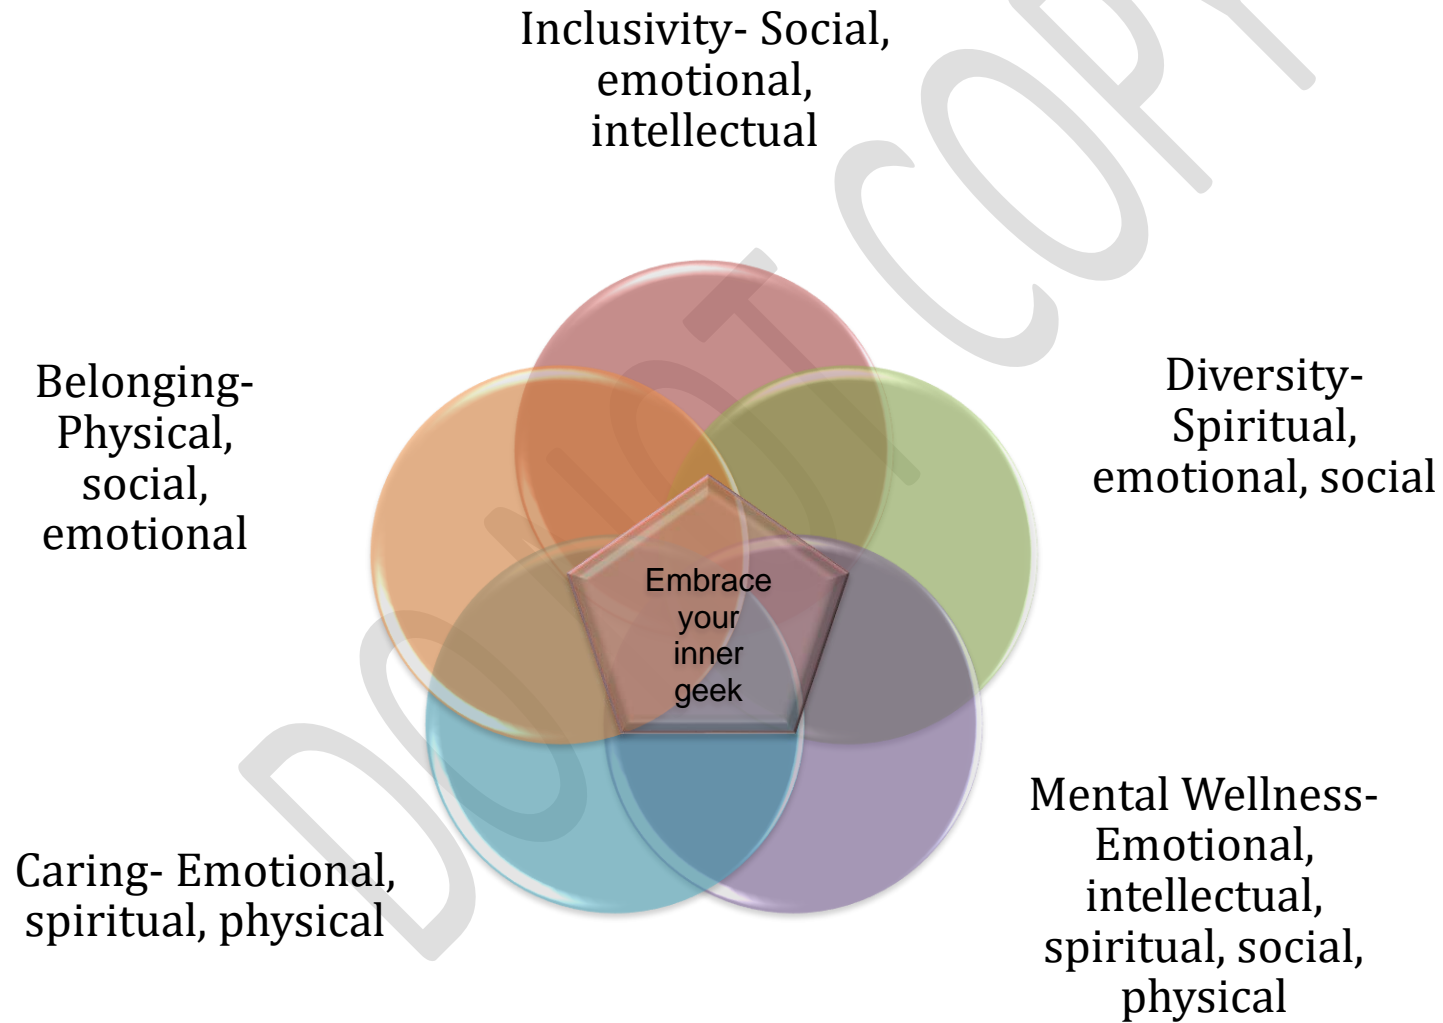 Inclusivity- Social,
emotional,
intellectual
Diversity-
Spiritual,
emotional, social
Mental Wellness-
Emotional,
intellectual,
spiritual, social,
physical
Caring- Emotional,
spiritual, physical
Belonging-
Physical,
social,
emotional
Embrace
your
inner
geek
DO NOT COPY